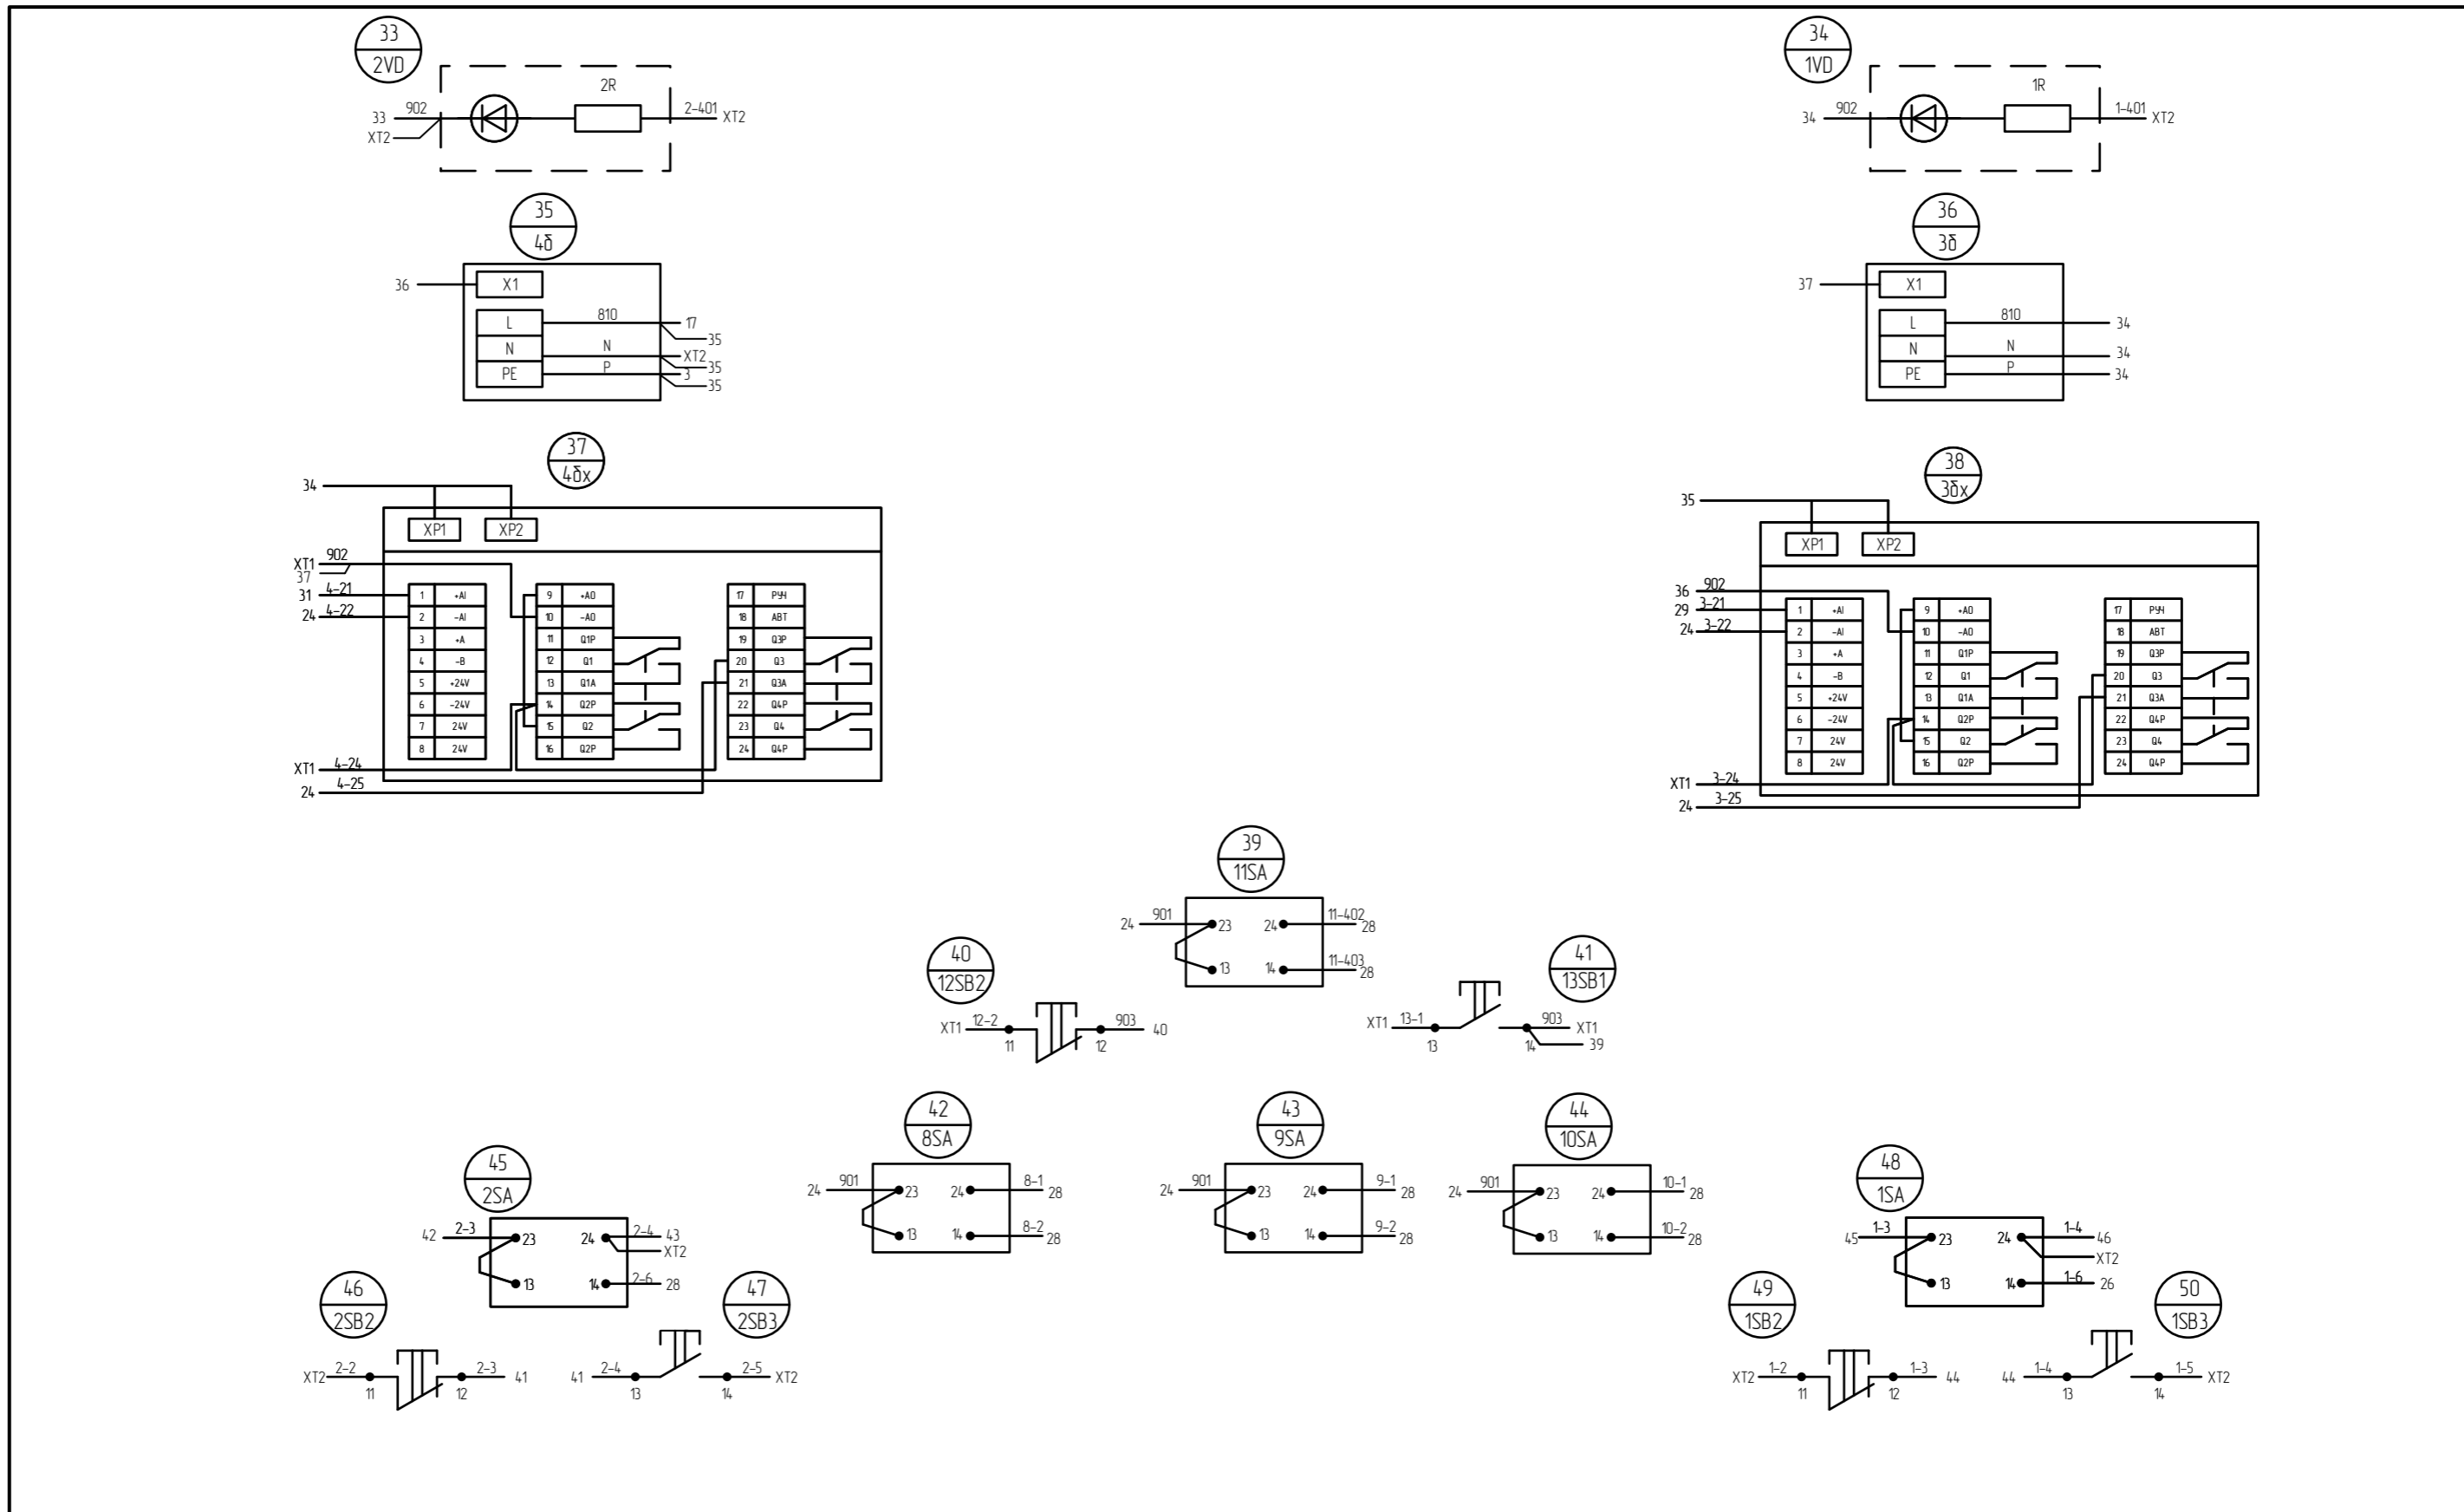 33
2VD
2R
33 902 2-401 XT2
XT2
34
1VD
1R
34 902 1-401 XT2
35
4δ
36 X1
L 810 17
35
N N XT2
35
PE P 3
35
36
3δ
37 X1
L 810 34
N N 34
PE P 34
37
4δx
34
XP1 XP2
XT1 902
37
31 4-21
24 4-22
1 +AI 9 +AO 17 РУЧ
2 -AI 10 -AO 18 АВТ
3 +A 11 Q1P 19 Q3P
4 -B 12 Q1 20 Q3
5 +24V 13 Q1A 21 Q3A
6 -24V 14 Q2P 22 Q4P
7 24V 15 Q2 23 Q4
8 24V 16 Q2P 24 Q4P
XT1 4-24
24 4-25
38
3δx
35
XP1 XP2
36 902
29 3-21
24 3-22
1 +AI 9 +AO 17 РУЧ
2 -AI 10 -AO 18 АВТ
3 +A 11 Q1P 19 Q3P
4 -B 12 Q1 20 Q3
5 +24V 13 Q1A 21 Q3A
6 -24V 14 Q2P 22 Q4P
7 24V 15 Q2 23 Q4
8 24V 16 Q2P 24 Q4P
XT1 3-24
24 3-25
39
11SA
24 901 23 24 11-402 28
13 14 11-403 28
40
12SB2
XT1 12-2 903 40
11 12
41
13SB1
XT1 13-1 903 XT1
13 14 39
42
8SA
24 901 23 24 8-1 28
13 14 8-2 28
43
9SA
24 901 23 24 9-1 28
13 14 9-2 28
44
10SA
24 901 23 24 10-1 28
13 14 10-2 28
45
2SA
42 2-3 23 24 2-4 43
XT2
13 14 2-6 28
46
2SB2
XT2 2-2 2-3 41
11 12
47
2SB3
41 2-4 2-5 XT2
13 14
48
1SA
45 1-3 23 24 1-4 46
XT2
13 14 1-6 26
49
1SB2
XT2 1-2 1-3 44
11 12
50
1SB3
44 1-4 1-5 XT2
13 14